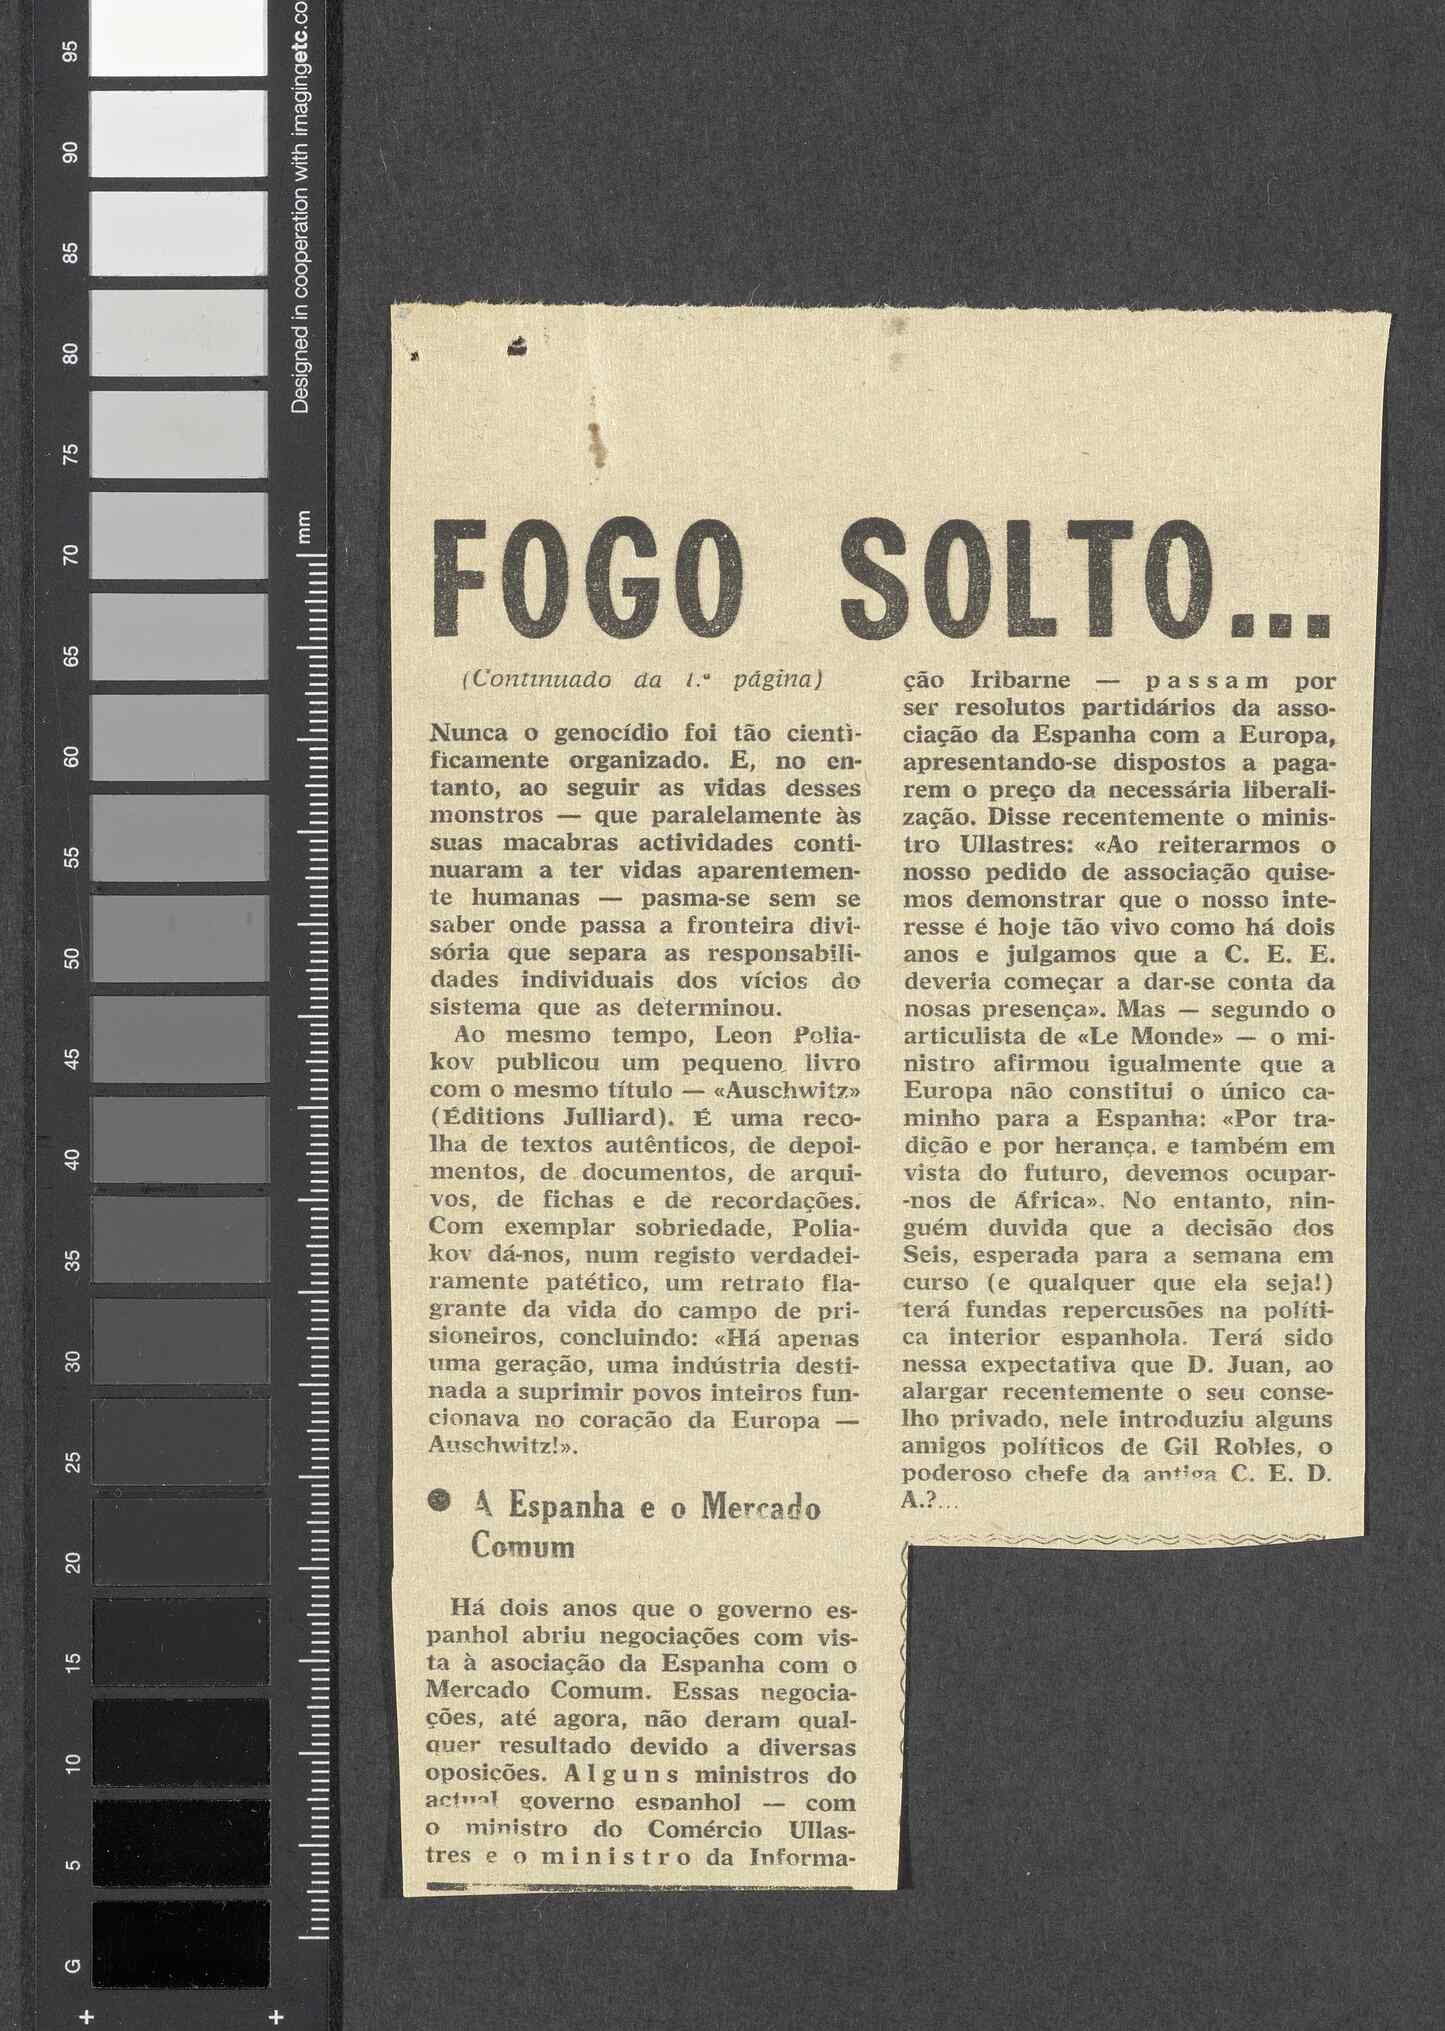 95
90
85
80
75
70
65
60
55
50
45
40
35
30
25
20
15
10
5
G
Designed in cooperation with imagingetc.co
mm
FOGO SOLTO...
(Continuado da 1.ª página)
Nunca o genocídio foi tão cienti-
ficamente organizado. E, no en-
tanto, ao seguir as vidas desses
monstros — que paralelamente às
suas macabras actividades conti-
nuaram a ter vidas aparentemen-
te humanas — pasma-se sem se
saber onde passa a fronteira divi-
sória que separa as responsabili-
dades individuais dos vícios do
sistema que as determinou.
Ao mesmo tempo, Leon Polia-
kov publicou um pequeno livro
com o mesmo título — «Auschwitz»
(Éditions Julliard). É uma reco-
lha de textos autênticos, de depoi-
mentos, de documentos, de arqui-
vos, de fichas e de recordações.
Com exemplar sobriedade, Polia-
kov dá-nos, num registo verdadei-
ramente patético, um retrato fla-
grante da vida do campo de pri-
sioneiros, concluindo: «Há apenas
uma geração, uma indústria desti-
nada a suprimir povos inteiros fun-
cionava no coração da Europa —
Auschwitz!».
● A Espanha e o Mercado
Comum
Há dois anos que o governo es-
panhol abriu negociações com vis-
ta à asociação da Espanha com o
Mercado Comum. Essas negocia-
ções, até agora, não deram qual-
quer resultado devido a diversas
oposições. Alguns ministros do
actual governo espanhol — com
o ministro do Comércio Ullas-
tres e o ministro da Informa-
ção Iribarne — passam por
ser resolutos partidários da asso-
ciação da Espanha com a Europa,
apresentando-se dispostos a paga-
rem o preço da necessária liberali-
zação. Disse recentemente o minis-
tro Ullastres: «Ao reiterarmos o
nosso pedido de associação quise-
mos demonstrar que o nosso inte-
resse é hoje tão vivo como há dois
anos e julgamos que a C. E. E.
deveria começar a dar-se conta da
nosas presença». Mas — segundo o
articulista de «Le Monde» — o mi-
nistro afirmou igualmente que a
Europa não constitui o único ca-
minho para a Espanha: «Por tra-
dição e por herança, e também em
vista do futuro, devemos ocupar-
-nos de África». No entanto, nin-
guém duvida que a decisão dos
Seis, esperada para a semana em
curso (e qualquer que ela seja!)
terá fundas repercusões na políti-
ca interior espanhola. Terá sido
nessa expectativa que D. Juan, ao
alargar recentemente o seu conse-
lho privado, nele introduziu alguns
amigos políticos de Gil Robles, o
poderoso chefe da antiga C. E. D.
A.?...